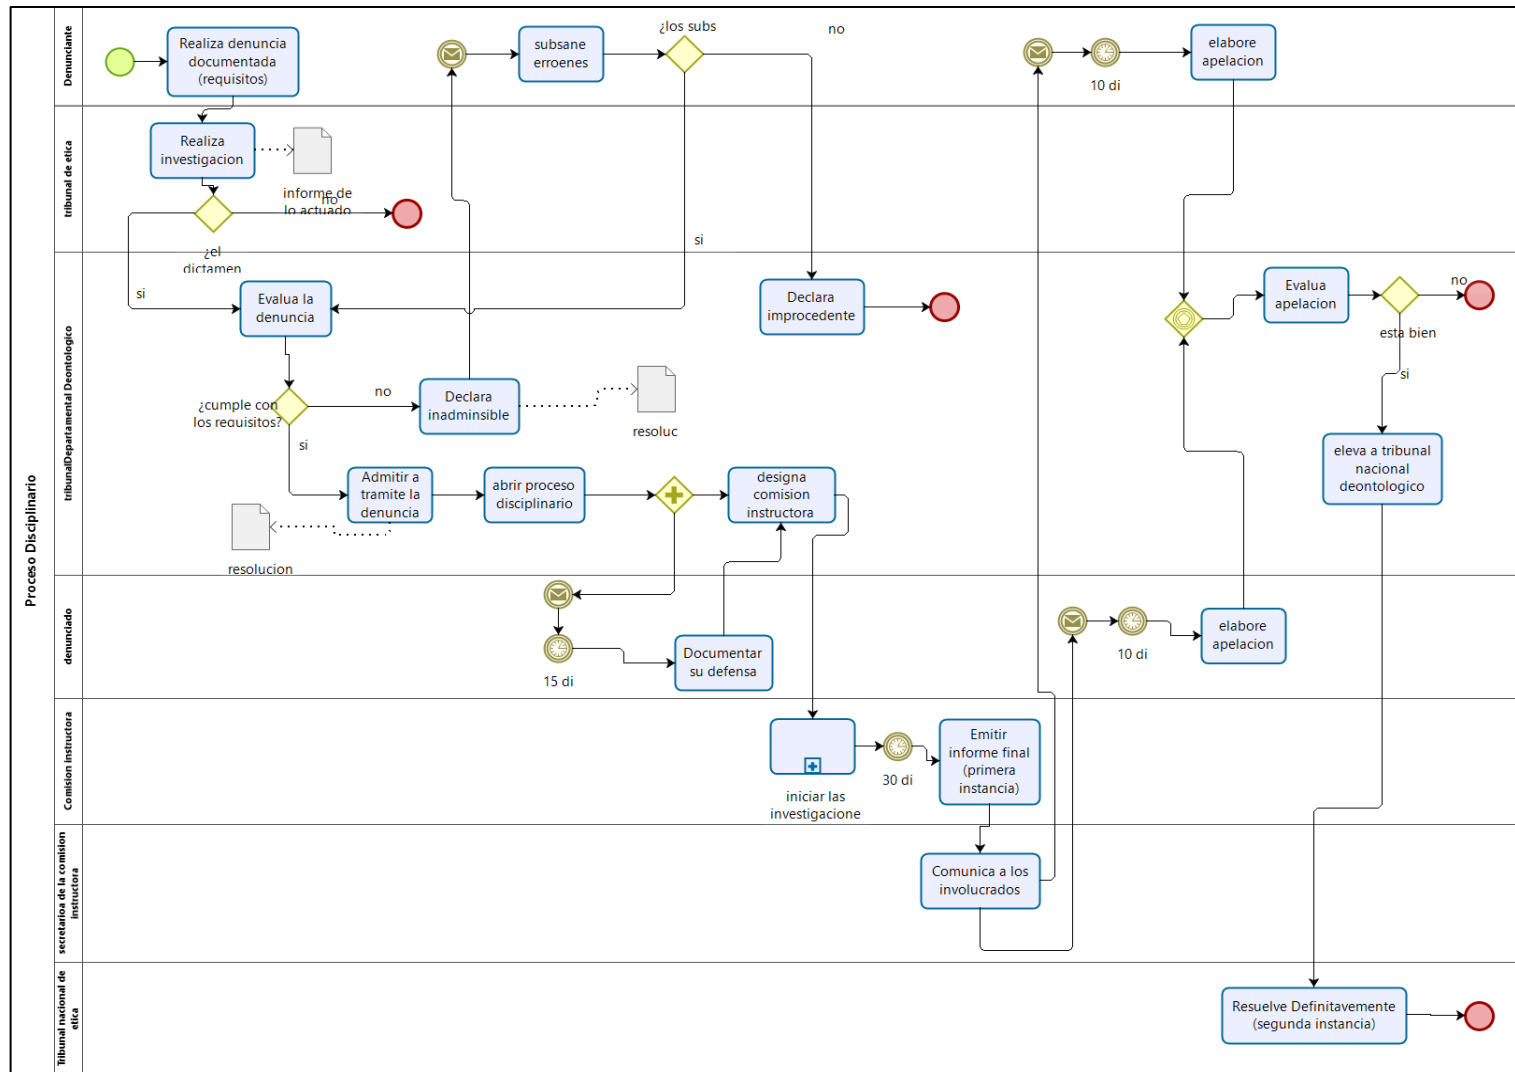 Proceso Disciplinario
Denunciante
Realiza denuncia
documentada
(requisitos)
subsane
erroenes
¿los subs
no
si
10 di
elabore
apelacion
tribunal de etica
Realiza
investigacion
informe de
lo actuado
no
¿el
dictamen
si
tribunalDepartamental Deontologico
Evalua la
denuncia
¿cumple con
los requisitos?
no
si
Declara
inadminsible
resoluc
Declara
improcedente
Evalua
apelacion
no
esta bien
si
eleva a tribunal
nacional
deontologico
Admitir a
tramite la
denuncia
resolucion
abrir proceso
disciplinario
designa
comision
instructora
denunciado
15 di
Documentar
su defensa
10 di
elabore
apelacion
Comision instructora
iniciar las
investigacione
30 di
Emitir
informe final
(primera
instancia)
secretarioa de la comision
instructora
Comunica a los
involucrados
Tribunal nacional de
etica
Resuelve Definitavemente
(segunda instancia)